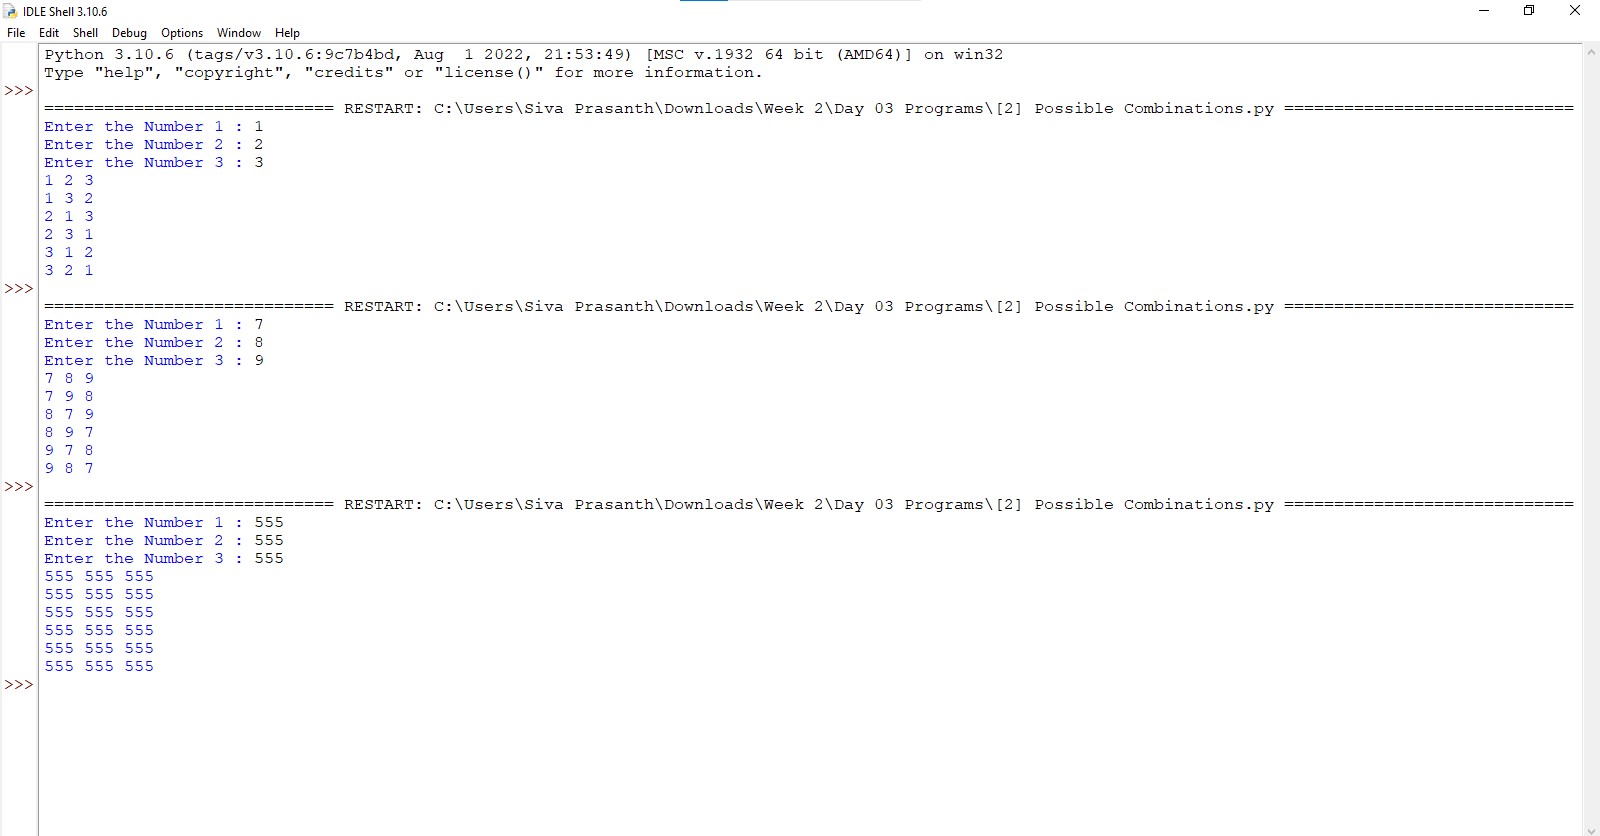 IDLE Shell 3.10.6
File Edit Shell Debug Options Window Help
Python 3.10.6 (tags/v3.10.6:9c7b4bd, Aug  1 2022, 21:53:49) [MSC v.1932 64 bit (AMD64)] on win32
Type "help", "copyright", "credits" or "license()" for more information.
>>>
============================= RESTART: C:\Users\Siva Prasanth\Downloads\Week 2\Day 03 Programs\[2] Possible Combinations.py =============================
Enter the Number 1 : 1
Enter the Number 2 : 2
Enter the Number 3 : 3
1 2 3
1 3 2
2 1 3
2 3 1
3 1 2
3 2 1
>>>
============================= RESTART: C:\Users\Siva Prasanth\Downloads\Week 2\Day 03 Programs\[2] Possible Combinations.py =============================
Enter the Number 1 : 7
Enter the Number 2 : 8
Enter the Number 3 : 9
7 8 9
7 9 8
8 7 9
8 9 7
9 7 8
9 8 7
>>>
============================= RESTART: C:\Users\Siva Prasanth\Downloads\Week 2\Day 03 Programs\[2] Possible Combinations.py =============================
Enter the Number 1 : 555
Enter the Number 2 : 555
Enter the Number 3 : 555
555 555 555
555 555 555
555 555 555
555 555 555
555 555 555
555 555 555
>>>